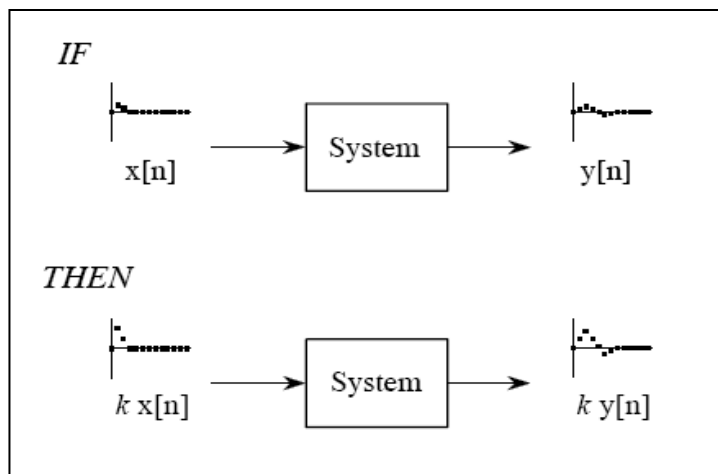 IF
System
x[n]
y[n]
THEN
System
k x[n]
k y[n]